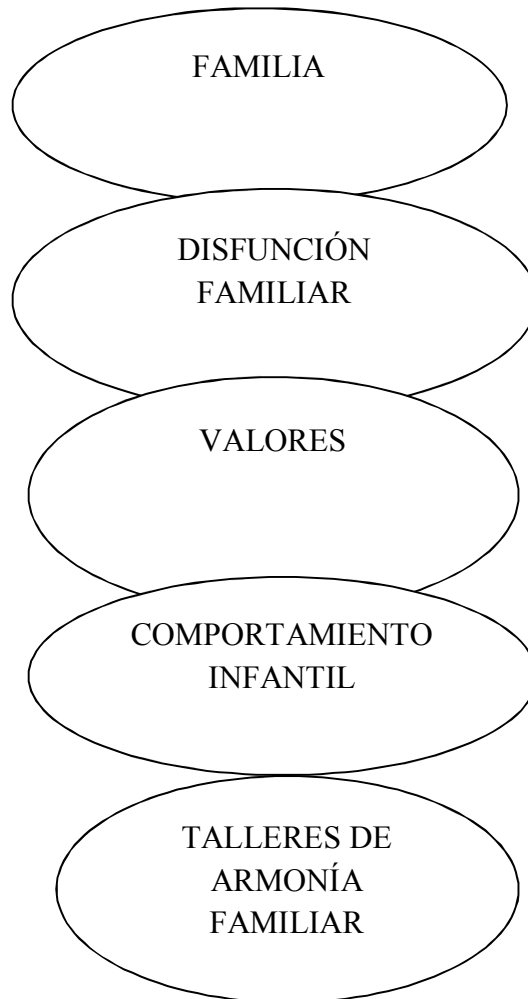 FAMILIA
DISFUNCIÓN
FAMILIAR
VALORES
COMPORTAMIENTO
INFANTIL
TALLERES DE
ARMONÍA
FAMILIAR